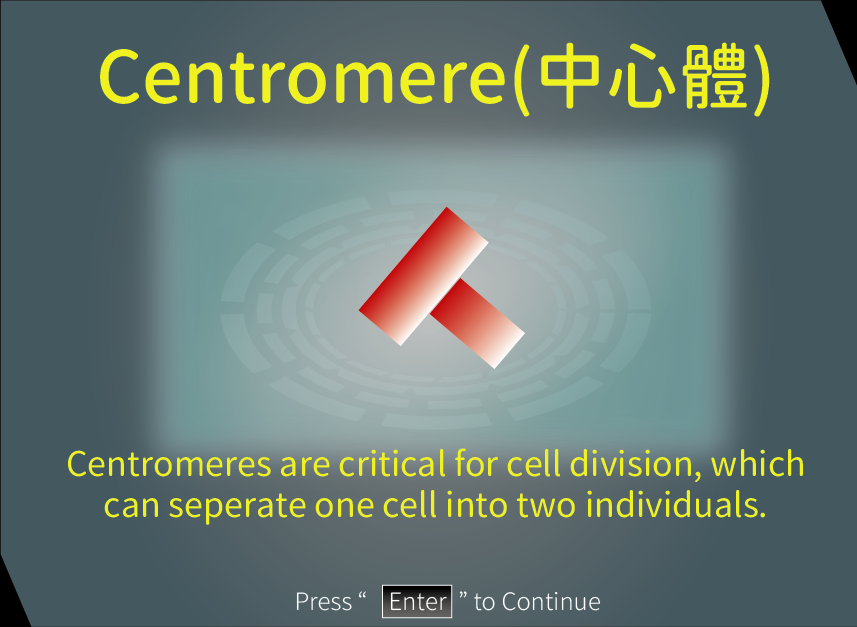 Centromere(中心體)
Centromeres are critical for cell division, which
can seperate one cell into two individuals.
Press “ Enter ” to Continue